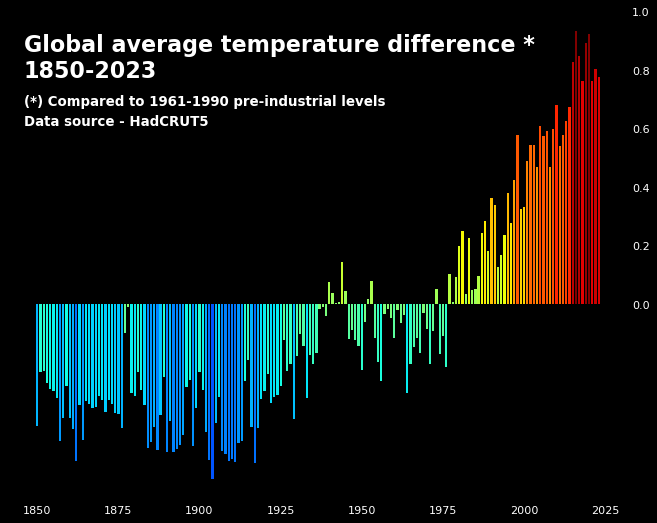 Global average temperature difference *
1850-2023
(*) Compared to 1961-1990 pre-industrial levels
Data source - HadCRUT5
1.0
0.8
0.6
0.4
0.2
0.0
1850 1875 1900 1925 1950 1975 2000 2025